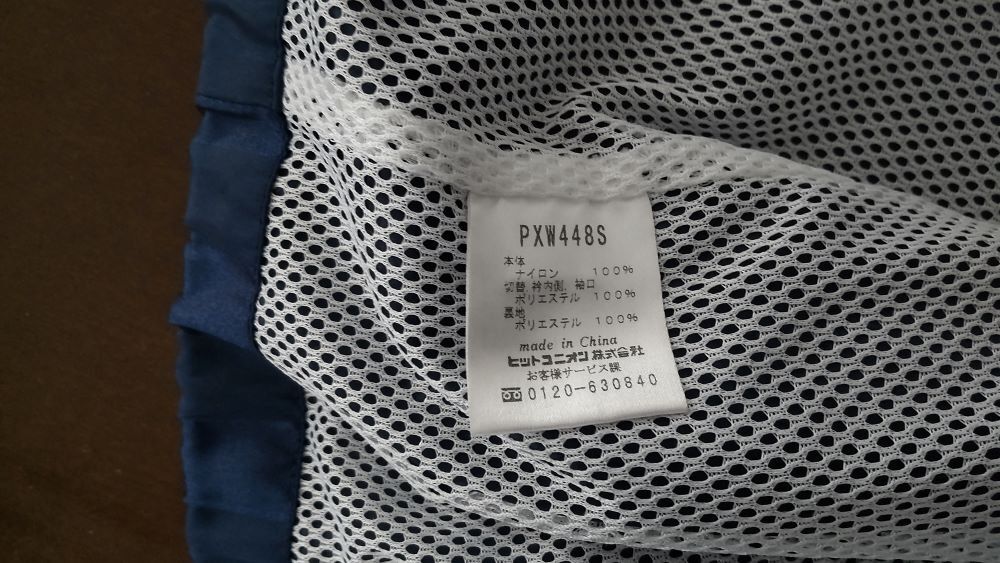 PXW448S
本体
ナイロン 100%
切替、衿内側、袖口
ポリエステル 100%
裏地
ポリエステル 100%
made in China
ヒットユニオン株式会社
お客様サービス課
0120-630840